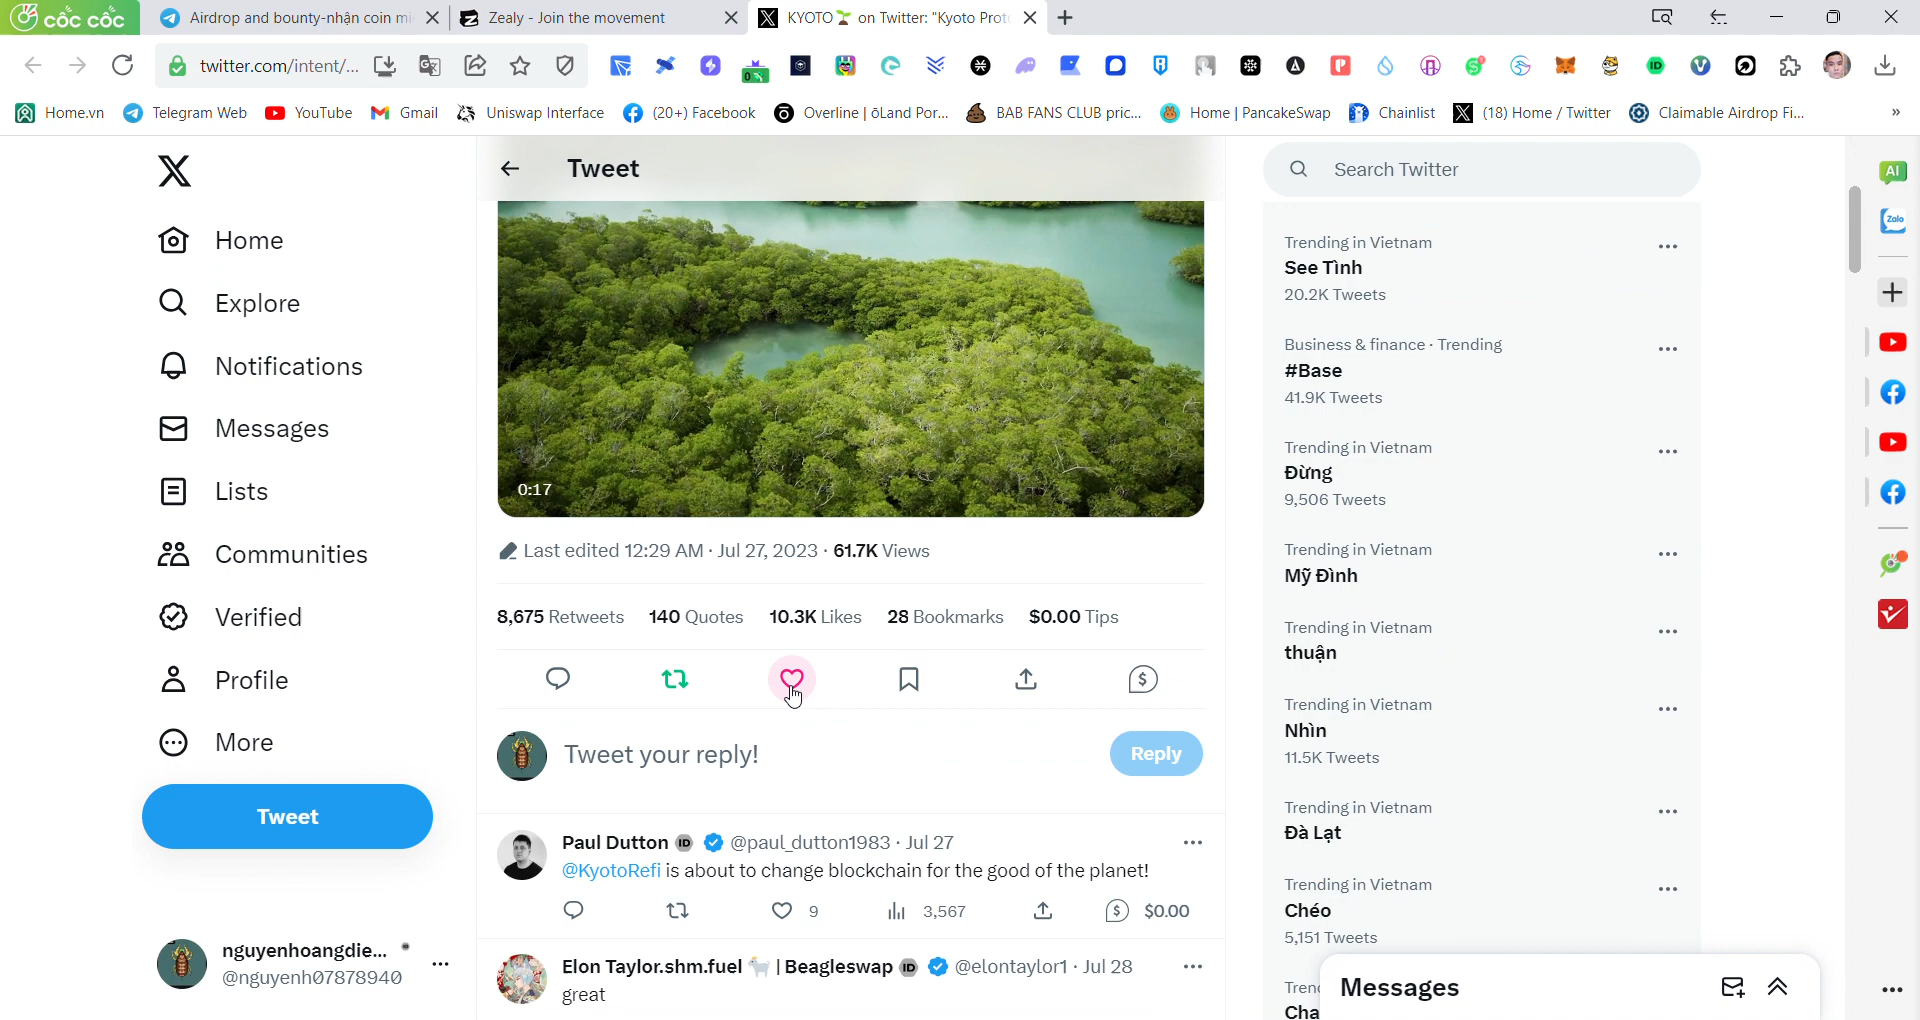 cốc cốc
Airdrop and bounty-nhận coin mi
Zealy - Join the movement
KYOTO on Twitter: "Kyoto Prot
twitter.com/intent/...
0%
Home.vn
Telegram Web
YouTube
Gmail
Uniswap Interface
(20+) Facebook
Overline | ōLand Por...
BAB FANS CLUB pric...
Home | PancakeSwap
Chainlist
(18) Home / Twitter
Claimable Airdrop Fi...
Home
Explore
Notifications
Messages
Lists
Communities
Verified
Profile
More
Tweet
nguyenhoangdie...
@nguyenh07878940
Tweet
0:17
Last edited 12:29 AM · Jul 27, 2023 · 61.7K Views
8,675 Retweets 140 Quotes 10.3K Likes 28 Bookmarks $0.00 Tips
Tweet your reply!
Reply
Paul Dutton ID @paul_dutton1983 · Jul 27
@KyotoRefi is about to change blockchain for the good of the planet!
9 3,567 $0.00
Elon Taylor.shm.fuel | Beagleswap ID @elontaylor1 · Jul 28
great
Search Twitter
Trending in Vietnam
See Tình
20.2K Tweets
Business & finance · Trending
#Base
41.9K Tweets
Trending in Vietnam
Đừng
9,506 Tweets
Trending in Vietnam
Mỹ Đình
Trending in Vietnam
thuận
Trending in Vietnam
Nhìn
11.5K Tweets
Trending in Vietnam
Đà Lạt
Trending in Vietnam
Chéo
5,151 Tweets
Tren
Cha
Messages
AI
Zalo